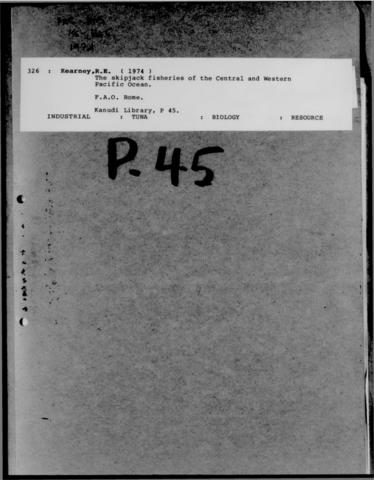 326 : Kearney,R.E. ( 1974 )
The skipjack fisheries of the Central and Western
Pacific Ocean.
F.A.O. Rome.
Kanudi Library, P 45.
INDUSTRIAL : TUNA : BIOLOGY : RESOURCE
P. 45